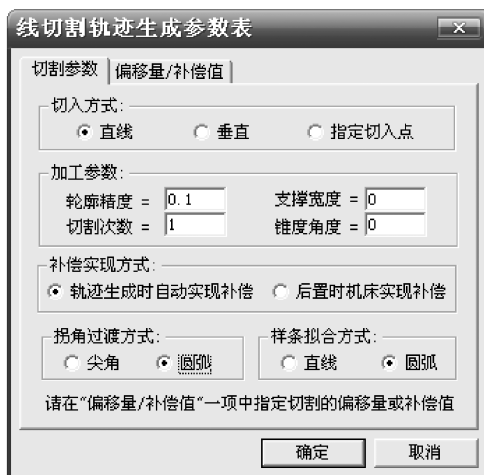 线切割轨迹生成参数表
切割参数 偏移量/补偿值
切入方式:
直线 垂直 指定切入点
加工参数:
轮廓精度 = 0.1 支撑宽度 = 0
切割次数 = 1 锥度角度 = 0
补偿实现方式:
轨迹生成时自动实现补偿 后置时机床实现补偿
拐角过渡方式: 样条拟合方式:
尖角 圆弧 直线 圆弧
请在"偏移量/补偿值"一项中指定切割的偏移量或补偿值
确定 取消